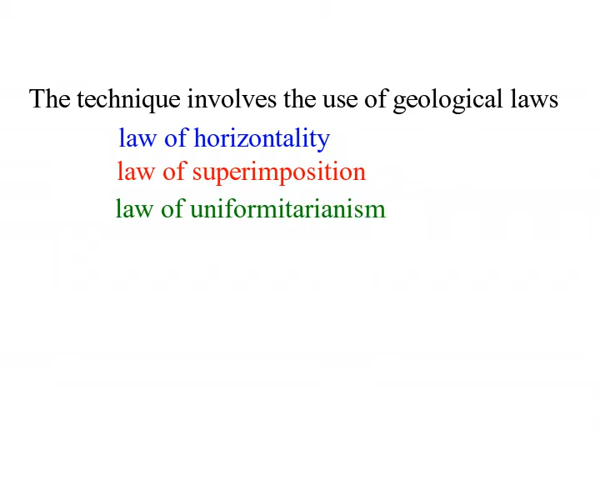 The technique involves the use of geological laws
law of horizontality
law of superimposition
law of uniformitarianism